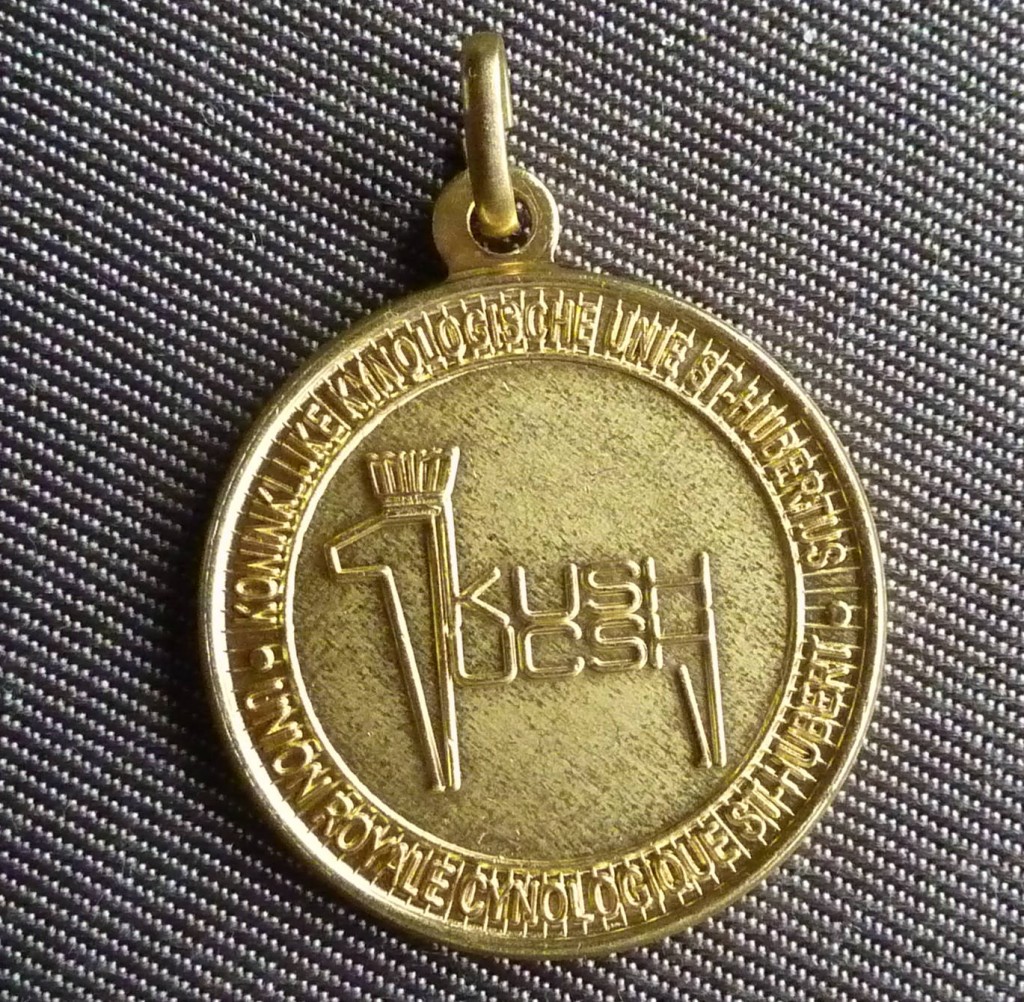 KONINKLIJKE KYNOLOGISCHE UNIE ST-HUBERTUS
KUSH
UCSH
UNION ROYALE CYNOLOGIQUE ST-HUBERT